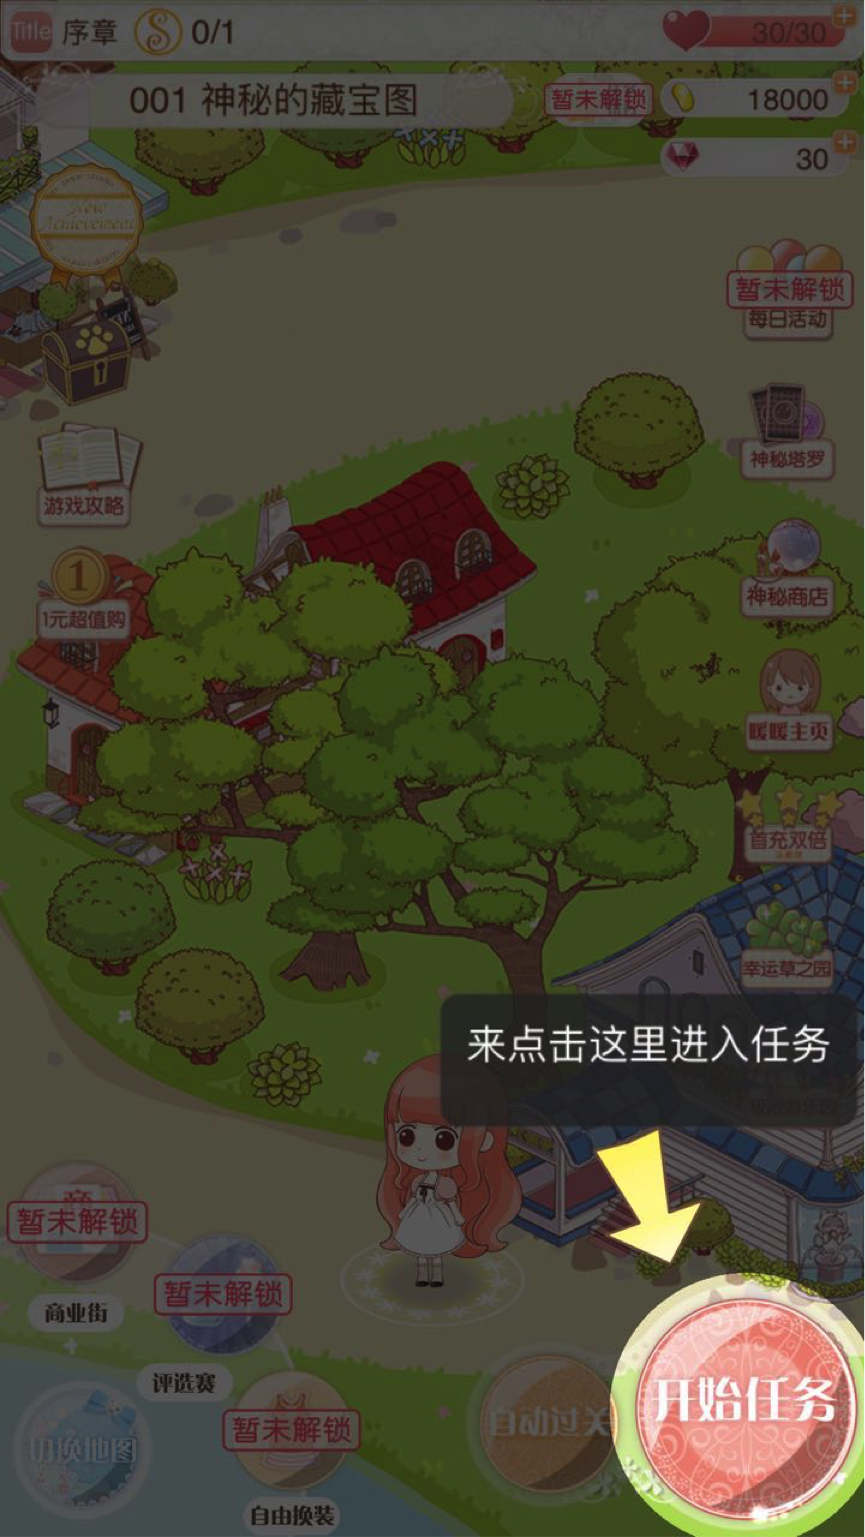 Title 序章 S 0/1
30/30
001 神秘的藏宝图
暂未解锁
18000
30
New
Achievement
暂未解锁
每日活动
游戏攻略
神秘塔罗
1
1元超值购
神秘商店
暖暖主页
首充双倍
幸运草之园
来点击这里进入任务
暂未解锁
商业街
暂未解锁
评选赛
开始任务
自动过关
切换地图
暂未解锁
自由换装